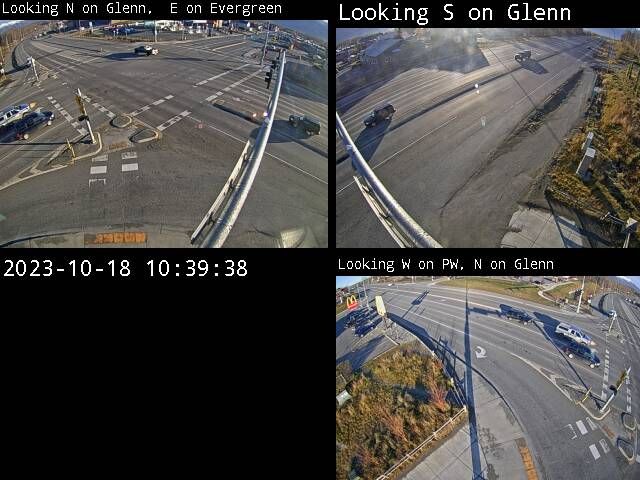 Looking N on Glenn,  E on Evergreen
Looking S on Glenn
2023-10-18 10:39:38
Looking W on PW, N on Glenn